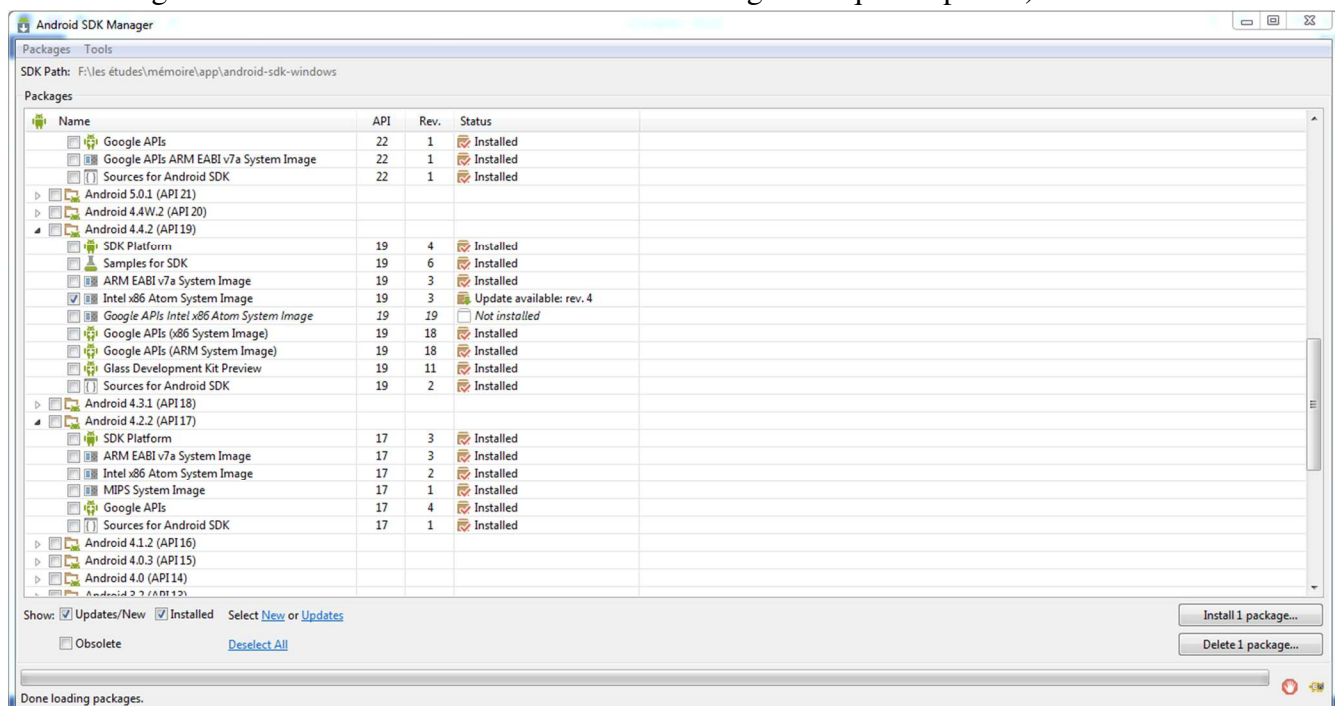 Android SDK Manager
Packages Tools
SDK Path: F:\les études\mémoire\app\android-sdk-windows
Packages
Name API Rev. Status
Google APIs 22 1 Installed
Google APIs ARM EABI v7a System Image 22 1 Installed
Sources for Android SDK 22 1 Installed
Android 5.0.1 (API 21)
Android 4.4W.2 (API 20)
Android 4.4.2 (API 19)
SDK Platform 19 4 Installed
Samples for SDK 19 6 Installed
ARM EABI v7a System Image 19 3 Installed
Intel x86 Atom System Image 19 3 Update available: rev. 4
Google APIs Intel x86 Atom System Image 19 19 Not installed
Google APIs (x86 System Image) 19 18 Installed
Google APIs (ARM System Image) 19 18 Installed
Glass Development Kit Preview 19 11 Installed
Sources for Android SDK 19 2 Installed
Android 4.3.1 (API 18)
Android 4.2.2 (API 17)
SDK Platform 17 3 Installed
ARM EABI v7a System Image 17 3 Installed
Intel x86 Atom System Image 17 2 Installed
MIPS System Image 17 1 Installed
Google APIs 17 4 Installed
Sources for Android SDK 17 1 Installed
Android 4.1.2 (API 16)
Android 4.0.3 (API 15)
Android 4.0 (API 14)
Android 3.2 (API 13)
Show: Updates/New Installed Select New or Updates
Install 1 package...
Obsolete Deselect All
Delete 1 package...
Done loading packages.